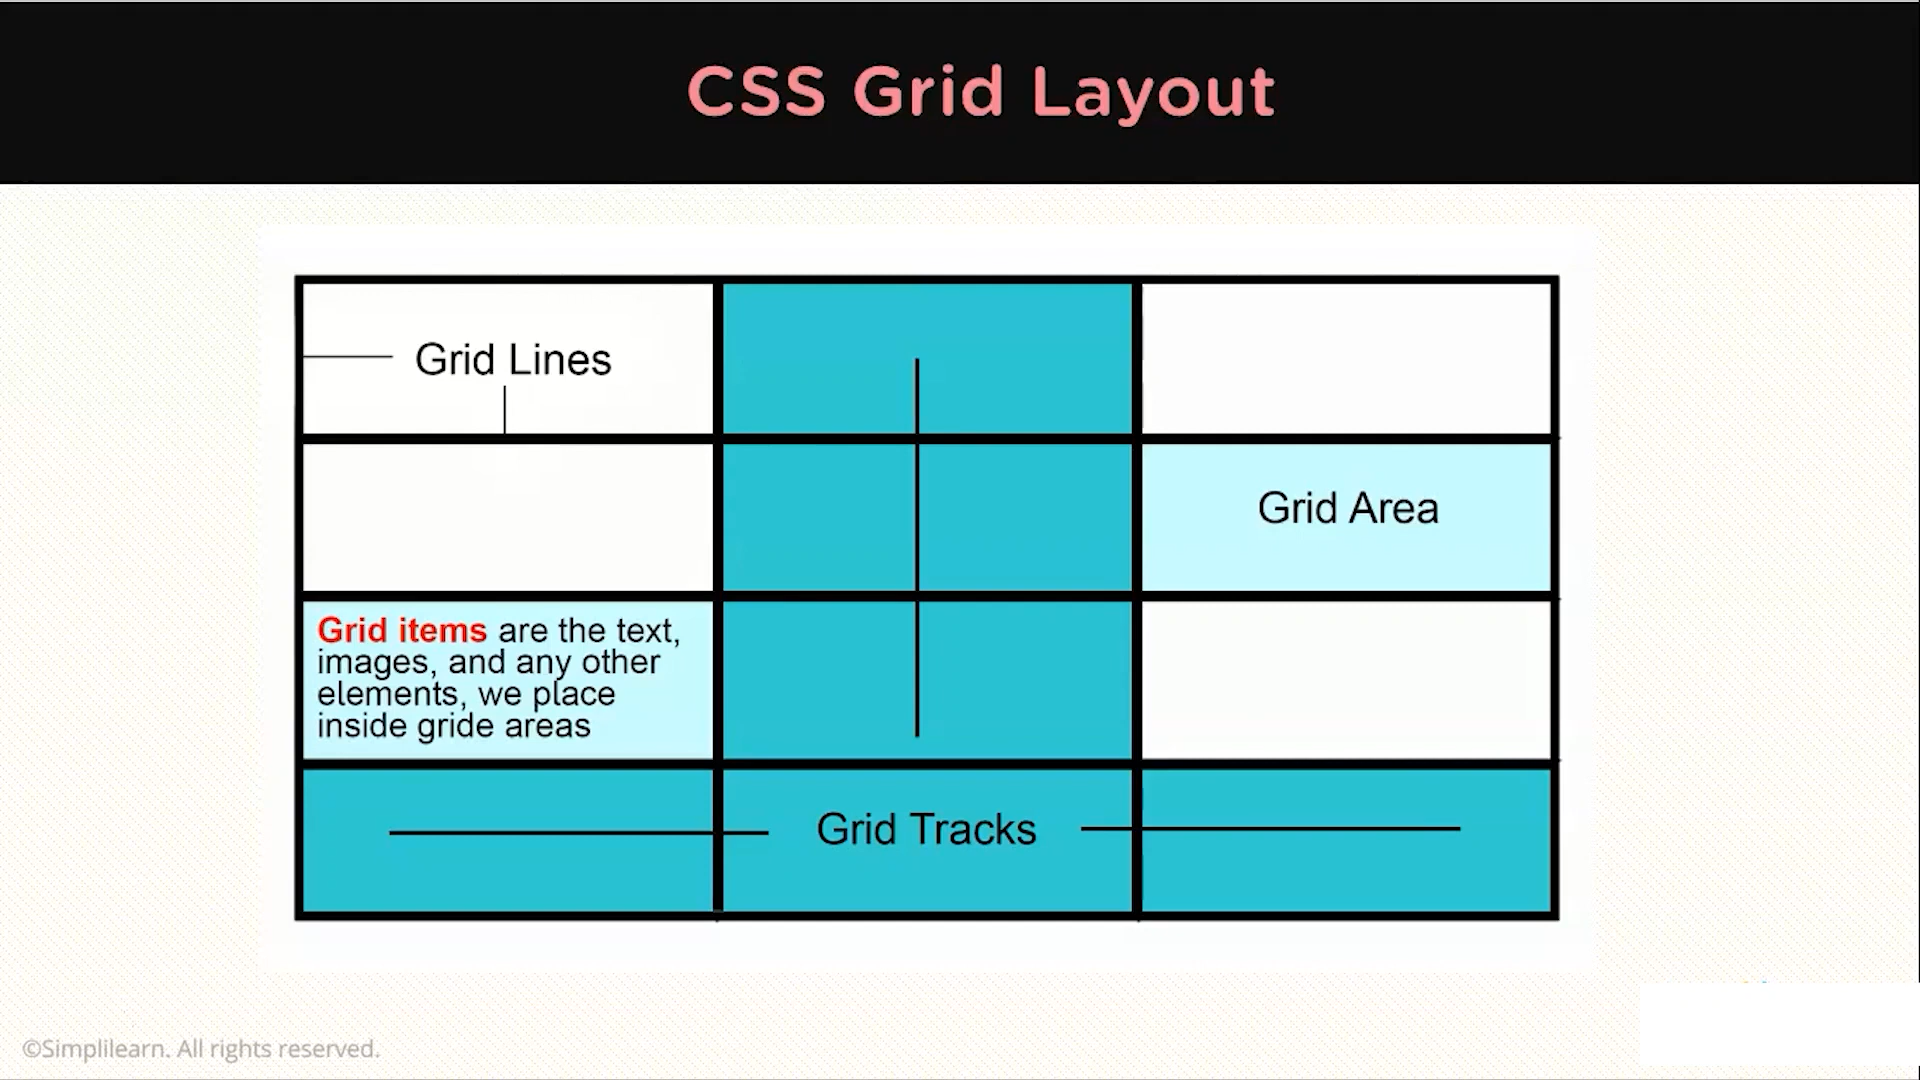 CSS Grid Layout
Grid Lines
Grid Area
Grid items are the text,
images, and any other
elements, we place
inside gride areas
Grid Tracks
©Simplilearn. All rights reserved.